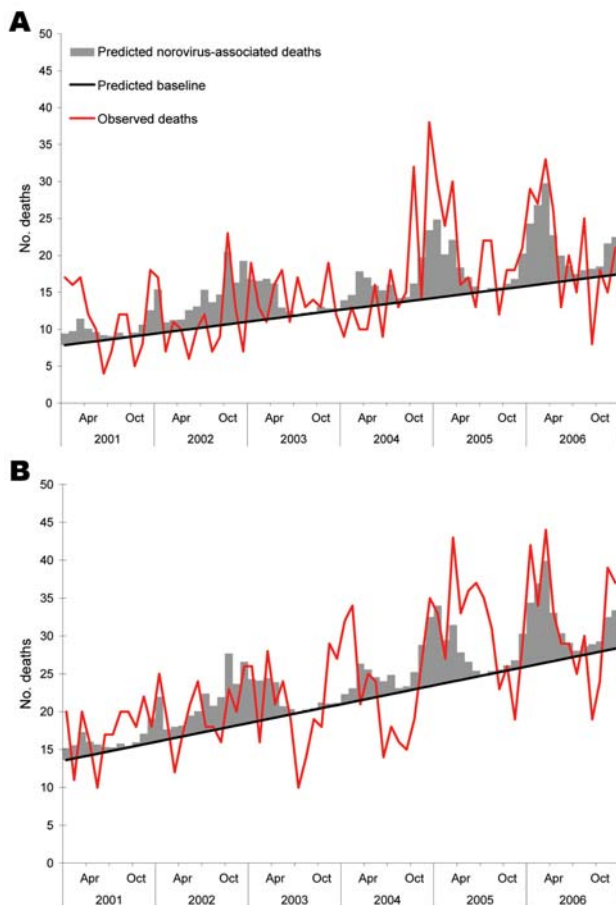 A
50
45
40
35
30
25
20
15
10
5
0
No. deaths
Predicted norovirus-associated deaths
Predicted baseline
Observed deaths
Apr Oct Apr Oct Apr Oct Apr Oct Apr Oct Apr Oct
2001 2002 2003 2004 2005 2006
B
50
45
40
35
30
25
20
15
10
5
0
No. deaths
Apr Oct Apr Oct Apr Oct Apr Oct Apr Oct Apr Oct
2001 2002 2003 2004 2005 2006